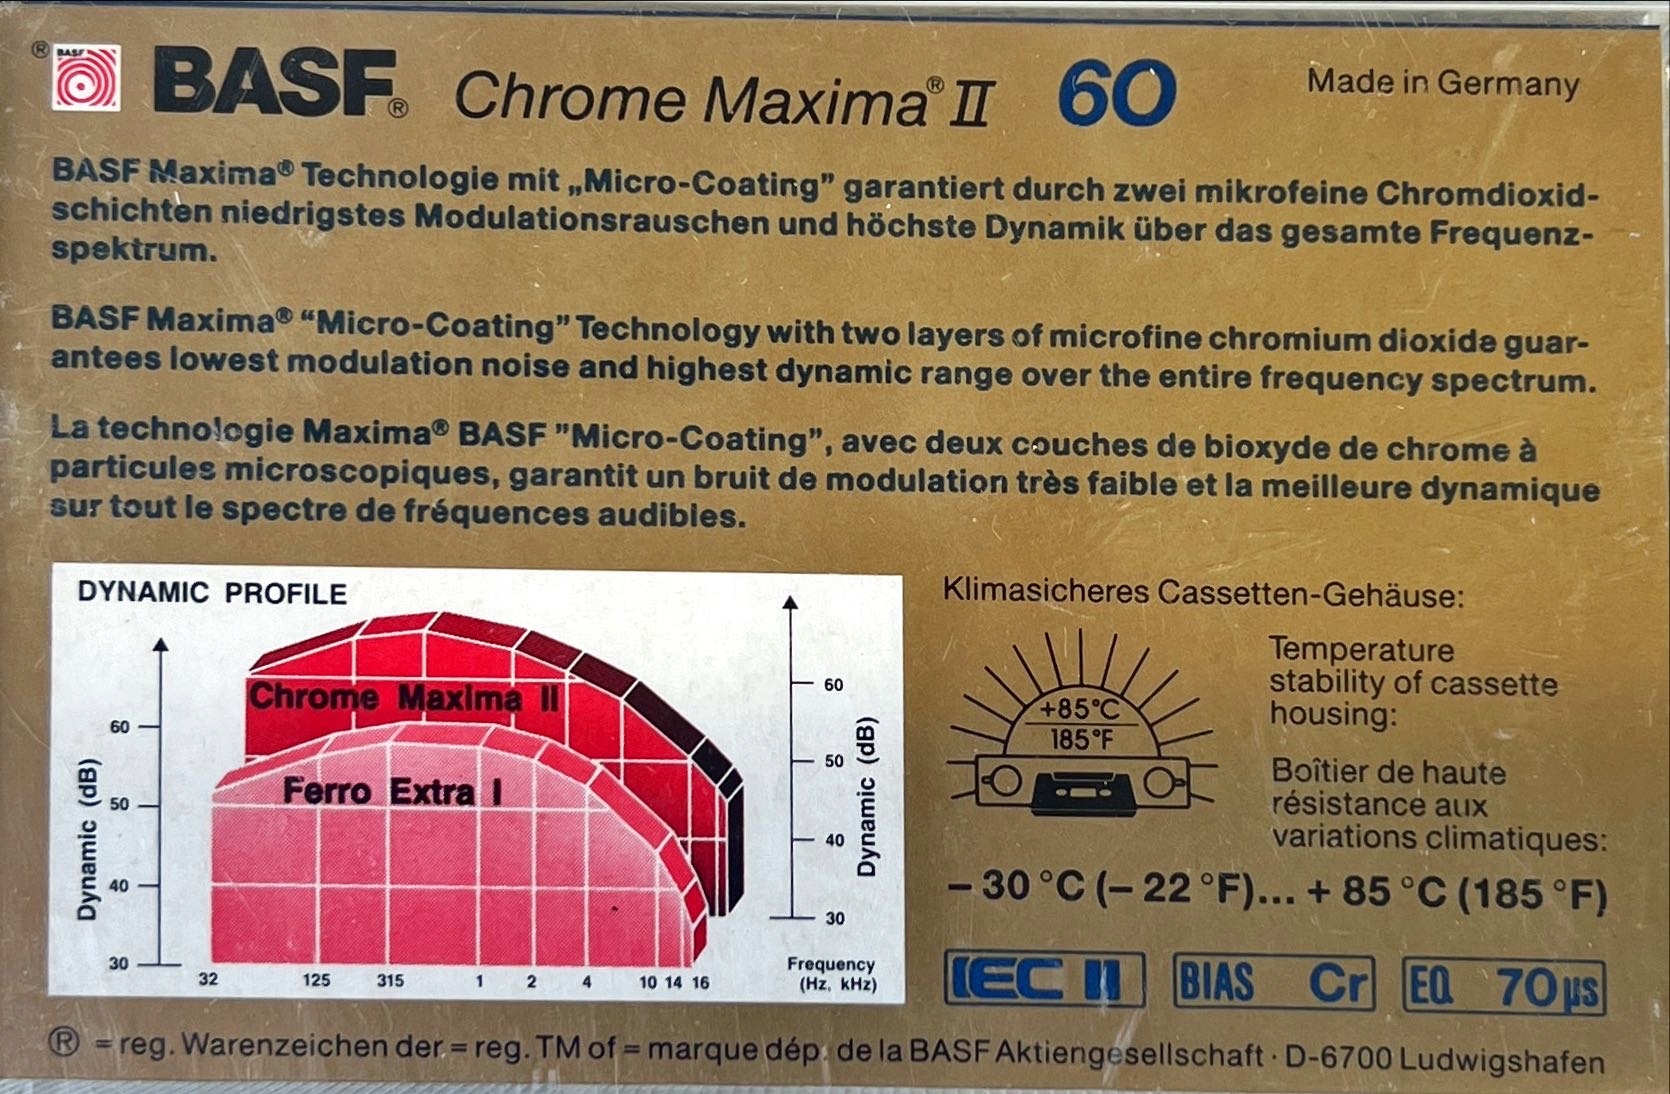 ® BASF BASF® Chrome Maxima® II 60 Made in Germany
BASF Maxima® Technologie mit „Micro-Coating” garantiert durch zwei mikrofeine Chromdioxid-
schichten niedrigstes Modulationsrauschen und höchste Dynamik über das gesamte Frequenz-
spektrum.
BASF Maxima® “Micro-Coating” Technology with two layers of microfine chromium dioxide guar-
antees lowest modulation noise and highest dynamic range over the entire frequency spectrum.
La technologie Maxima® BASF ”Micro-Coating”, avec deux couches de bioxyde de chrome à
particules microscopiques, garantit un bruit de modulation très faible et la meilleure dynamique
sur tout le spectre de fréquences audibles.
DYNAMIC PROFILE
Chrome Maxima II
Ferro Extra I
Dynamic (dB)
60
50
40
30
60
50
40
30
Dynamic (dB)
32 125 315 1 2 4 10 14 16
Frequency
(Hz, kHz)
Klimasicheres Cassetten-Gehäuse:
Temperature
stability of cassette
housing:
+85°C
185°F
Boîtier de haute
résistance aux
variations climatiques:
– 30 °C (– 22 °F)... + 85 °C (185 °F)
IEC II BIAS Cr EQ 70µs
® = reg. Warenzeichen der = reg. TM of = marque dép. de la BASF Aktiengesellschaft · D-6700 Ludwigshafen